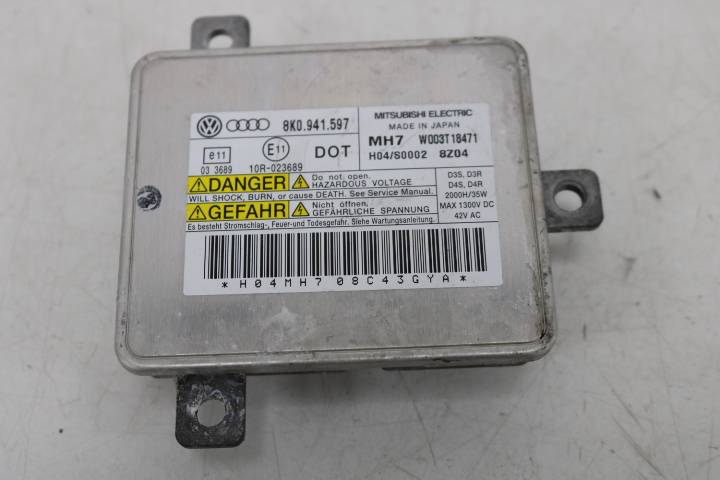 8K0.941.597
MITSUBISHI ELECTRIC
MADE IN JAPAN
MH7 W003T18471
H04/S0002 8Z04
e11
03 3689
E11
10R-023689
DOT
DANGER
Do not open.
HAZARDOUS VOLTAGE
WILL SHOCK, BURN, or cause DEATH. See Service Manual.
GEFAHR
Nicht öffnen.
GEFÄHRLICHE SPANNUNG
Es besteht Stromschlag-, Feuer-und Todesgefahr. Siehe Wartungsanleitung.
D3S, D3R
D4S, D4R
2000H/35W
MAX 1300V DC
42V AC
*H04MH708C43GYA*